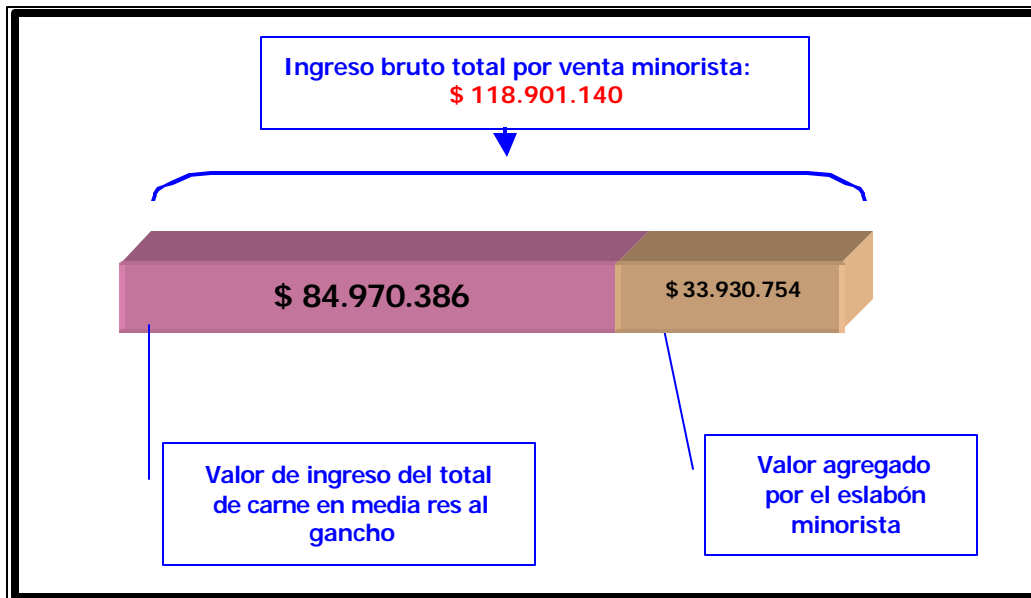 Ingreso bruto total por venta minorista:
$ 118.901.140
$ 84.970.386
$ 33.930.754
Valor de ingreso del total
de carne en media res al
gancho
Valor agregado
por el eslabón
minorista